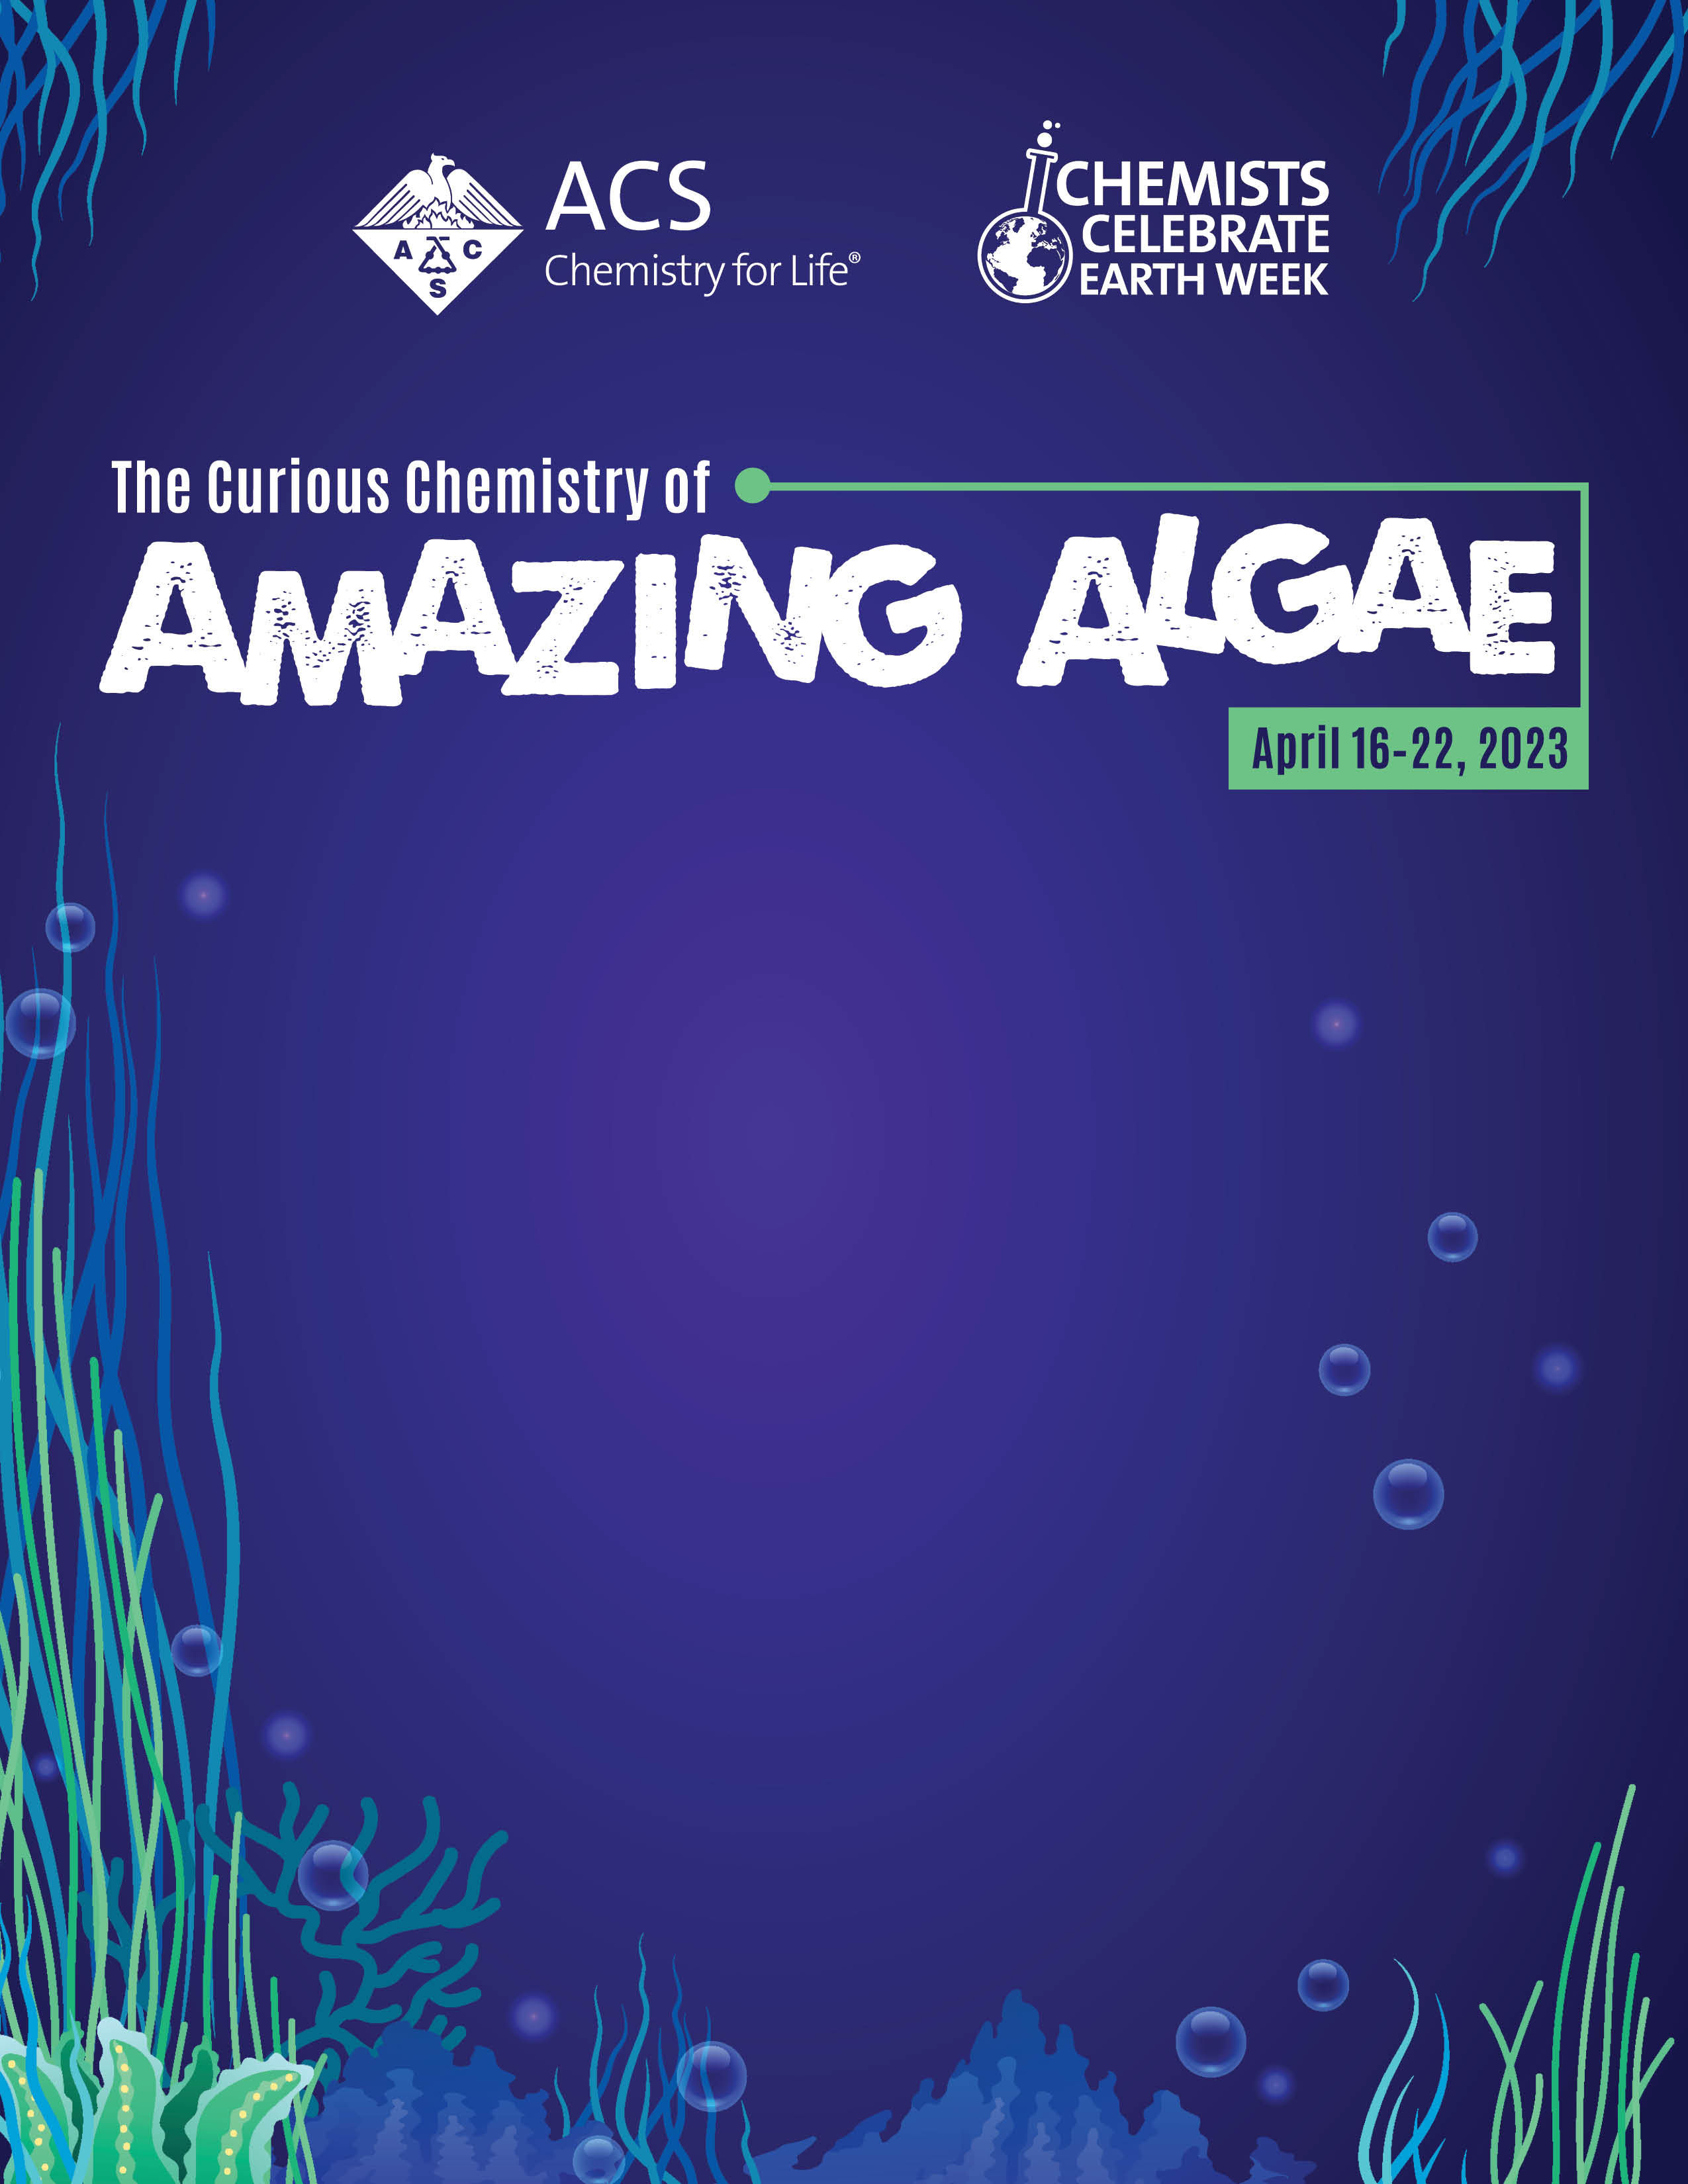 A C S
ACS
Chemistry for Life®
CHEMISTS
CELEBRATE
EARTH WEEK
The Curious Chemistry of
AMAZING ALGAE
April 16-22, 2023